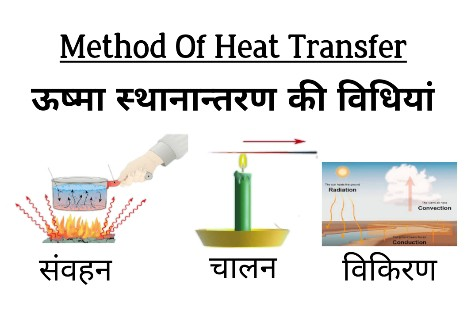 Method Of Heat Transfer
ऊष्मा स्थानान्तरण की विधियां
Radiation
Convection
Conduction
संवहन
चालन
विकिरण